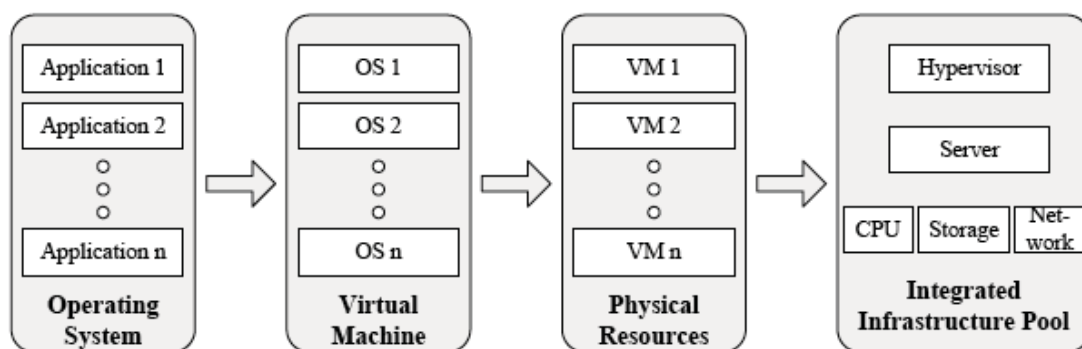 Application 1
Application 2
Application n
Operating
System
OS 1
OS 2
OS n
Virtual
Machine
VM 1
VM 2
VM n
Physical
Resources
Hypervisor
Server
CPU
Storage
Net-
work
Integrated
Infrastructure Pool